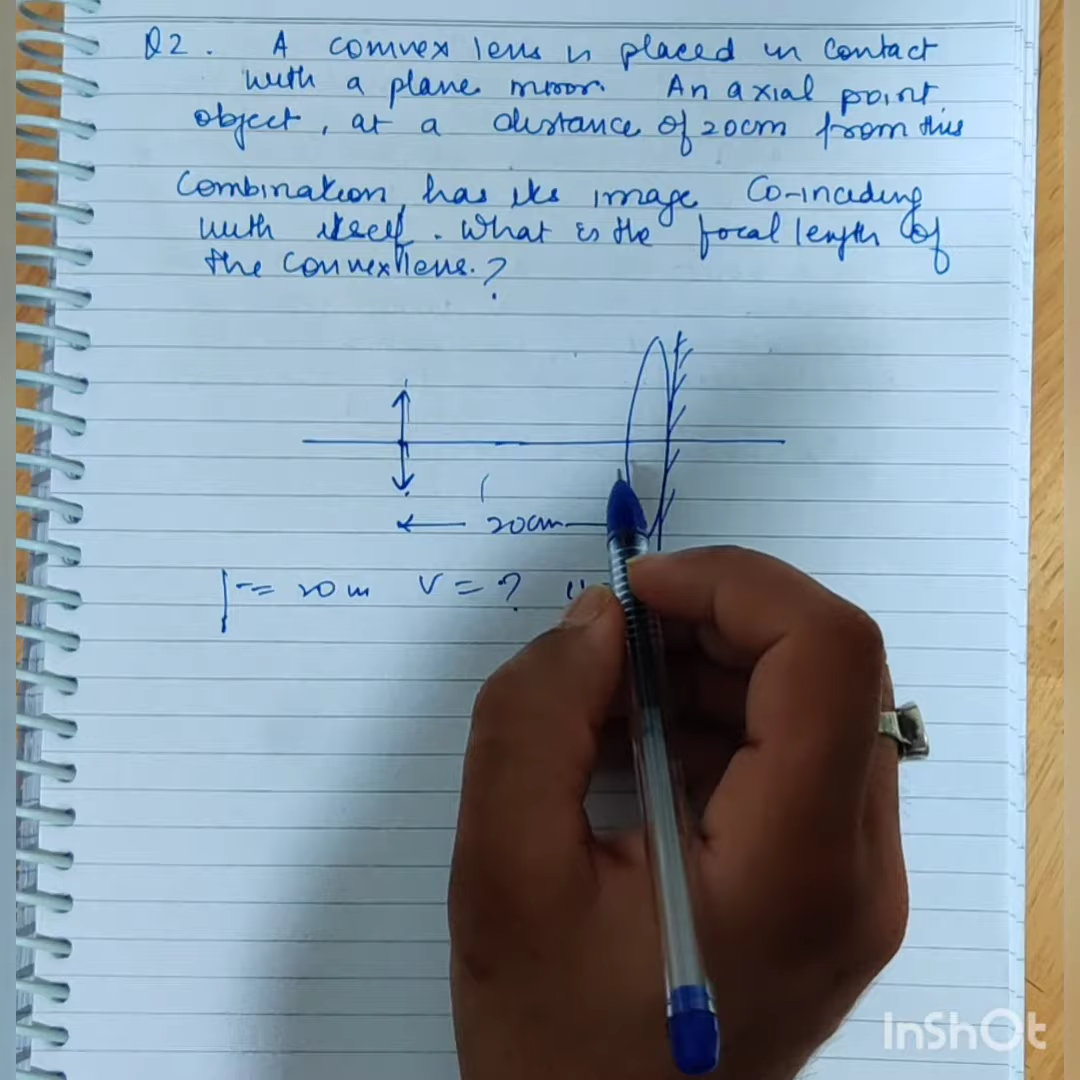 Q2. A convex lens is placed in contact
with a plane mirror. An axial point
object, at a distance of 20cm from this
Combination, has its image Co-inciding
with itself. What is the focal length of
the convex lens.?
20cm
= 20 V = ?
InShOt